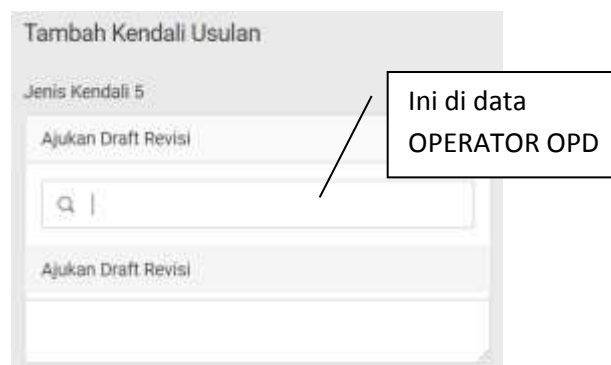 Tambah Kendali Usulan
Jenis Kendali 5
Ajukan Draft Revisi
Ajukan Draft Revisi
Ini di data
OPERATOR OPD